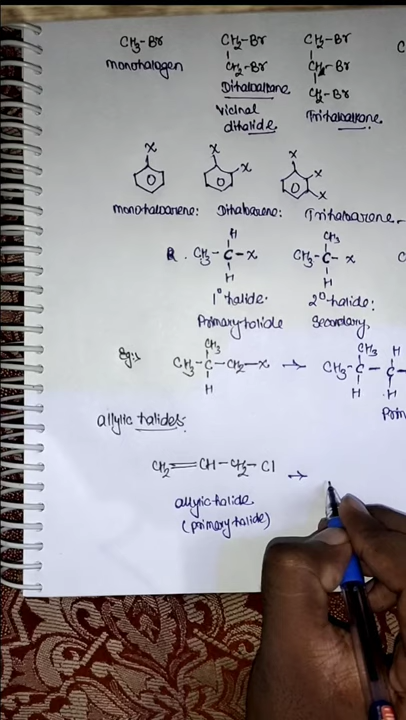 CH3-Br CH2-Br CH2-Br C
CH2-Br CH2-Br
monohalogen Dihaloalkane CH2-Br
Vicinal Trihaloalkane
dihalide
X X X
X X
X
monohaloarene: Dihaloarene: Trihaloarene
H CH3
R. CH3-C-X CH3-C-X C
H H
1° halide. 2° halide:
Primary halide Secondary,
CH3 CH3 H
Eg:, CH3-C-CH2-X → CH3-C-C-
H H H
Prim
allylic halides:
CH2=CH-CH2-Cl →
allylic halide
(primary halide)